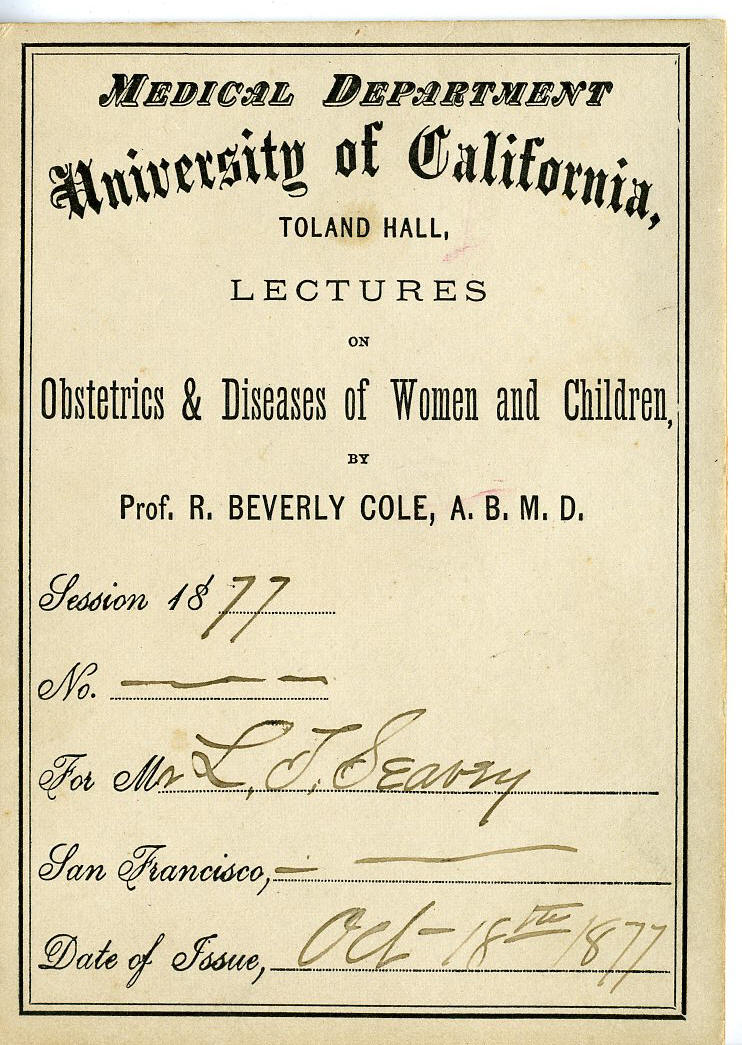 MEDICAL DEPARTMENT
University of California,
TOLAND HALL,
LECTURES
ON
Obstetrics & Diseases of Women and Children,
BY
Prof. R. BEVERLY COLE, A. B. M. D.
Session 1877
No. — –
For Mr L. T. Seavey
San Francisco, – —
Date of Issue, Oct – 18TH 1877